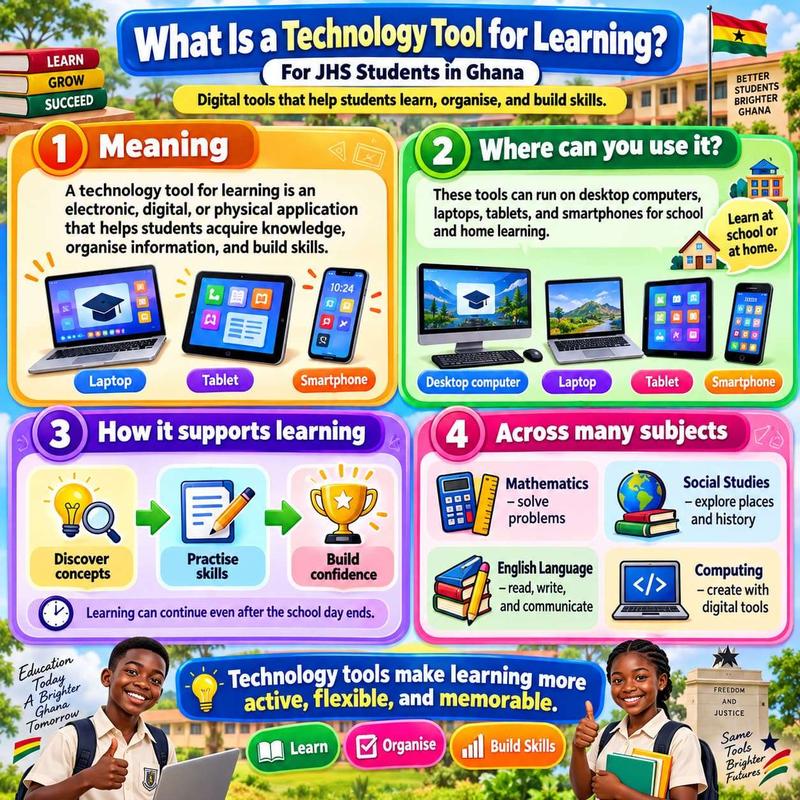 What Is a Technology Tool for Learning?
For JHS Students in Ghana
Digital tools that help students learn, organise, and build skills.
LEARN
GROW
SUCCEED
BETTER
STUDENTS
BRIGHTER
GHANA
1 Meaning
A technology tool for learning is an
electronic, digital, or physical application
that helps students acquire knowledge,
organise information, and build skills.
10:24
Laptop
Tablet
Smartphone
2 Where can you use it?
These tools can run on desktop computers,
laptops, tablets, and smartphones for school
and home learning.
Learn at
school or
at home.
Desktop computer
Laptop
Tablet
Smartphone
3 How it supports learning
Discover
concepts
Practise
skills
Build
confidence
Learning can continue even after the school day ends.
4 Across many subjects
Mathematics
– solve
problems
Social Studies
– explore places
and history
English Language
– read, write,
and communicate
</>
Computing
– create with
digital tools
Education
Today
A Brighter
Ghana
Tomorrow
Technology tools make learning more
active, flexible, and memorable.
Learn
Organise
Build Skills
FREEDOM
AND
JUSTICE
Same
Tools
Brighter
Futures